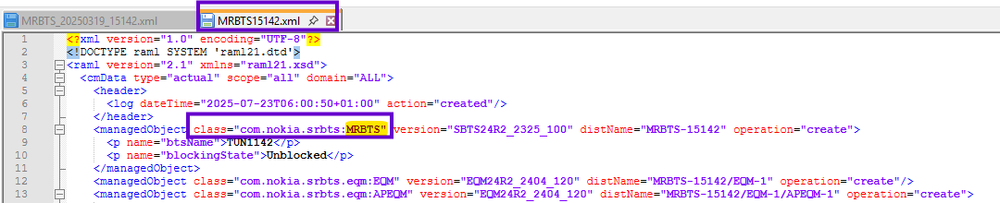 MRBTS_20250319_15142.xml MRBTS15142.xml
1 <?xml version="1.0" encoding="UTF-8"?>
2 <!DOCTYPE raml SYSTEM 'raml21.dtd'>
3 <raml version="2.1" xmlns="raml21.xsd">
4 <cmData type="actual" scope="all" domain="ALL">
5 <header>
6 <log dateTime="2025-07-23T06:00:50+01:00" action="created"/>
7 </header>
8 <managedObject class="com.nokia.srbts:MRBTS" version="SBTS24R2_2325_100" distName="MRBTS-15142" operation="create">
9 <p name="btsName">TUN1142</p>
10 <p name="blockingState">Unblocked</p>
11 </managedObject>
12 <managedObject class="com.nokia.srbts.eqm:EQM" version="EQM24R2_2404_120" distName="MRBTS-15142/EQM-1" operation="create"/>
13 <managedObject class="com.nokia.srbts.eqm:APEQM" version="EQM24R2_2404_120" distName="MRBTS-15142/EQM-1/APEQM-1" operation="create">